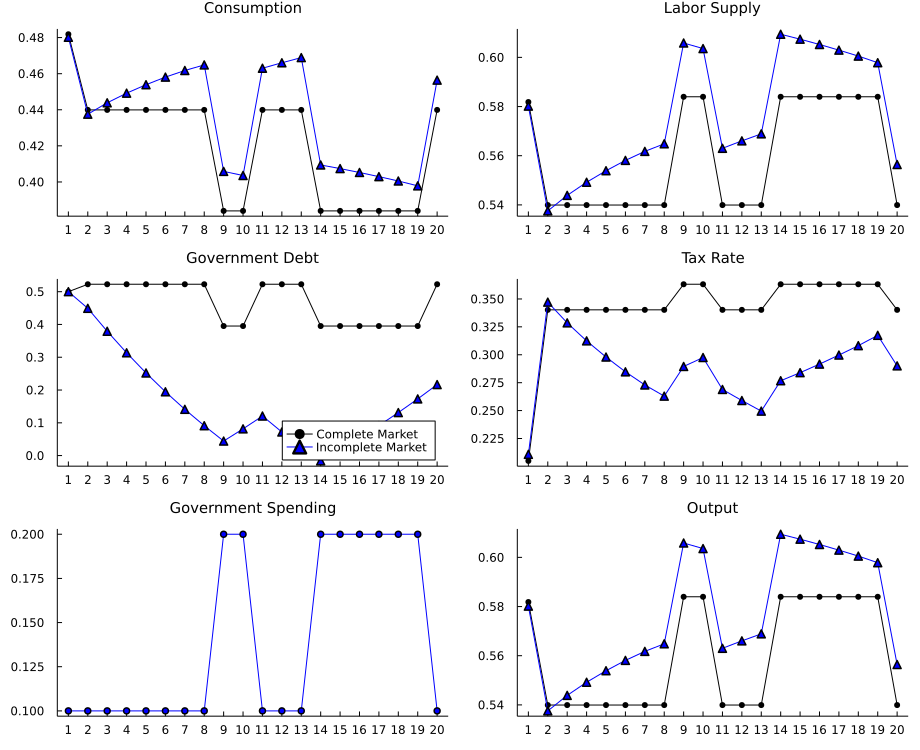 Consumption
0.48
0.46
0.44
0.42
0.40
1 2 3 4 5 6 7 8 9 10 11 12 13 14 15 16 17 18 19 20
Labor Supply
0.60
0.58
0.56
0.54
1 2 3 4 5 6 7 8 9 10 11 12 13 14 15 16 17 18 19 20
Government Debt
0.5
0.4
0.3
0.2
0.1
0.0
Complete Market
Incomplete Market
1 2 3 4 5 6 7 8 9 10 11 12 13 14 15 16 17 18 19 20
Tax Rate
0.350
0.325
0.300
0.275
0.250
0.225
1 2 3 4 5 6 7 8 9 10 11 12 13 14 15 16 17 18 19 20
Government Spending
0.200
0.175
0.150
0.125
0.100
1 2 3 4 5 6 7 8 9 10 11 12 13 14 15 16 17 18 19 20
Output
0.60
0.58
0.56
0.54
1 2 3 4 5 6 7 8 9 10 11 12 13 14 15 16 17 18 19 20